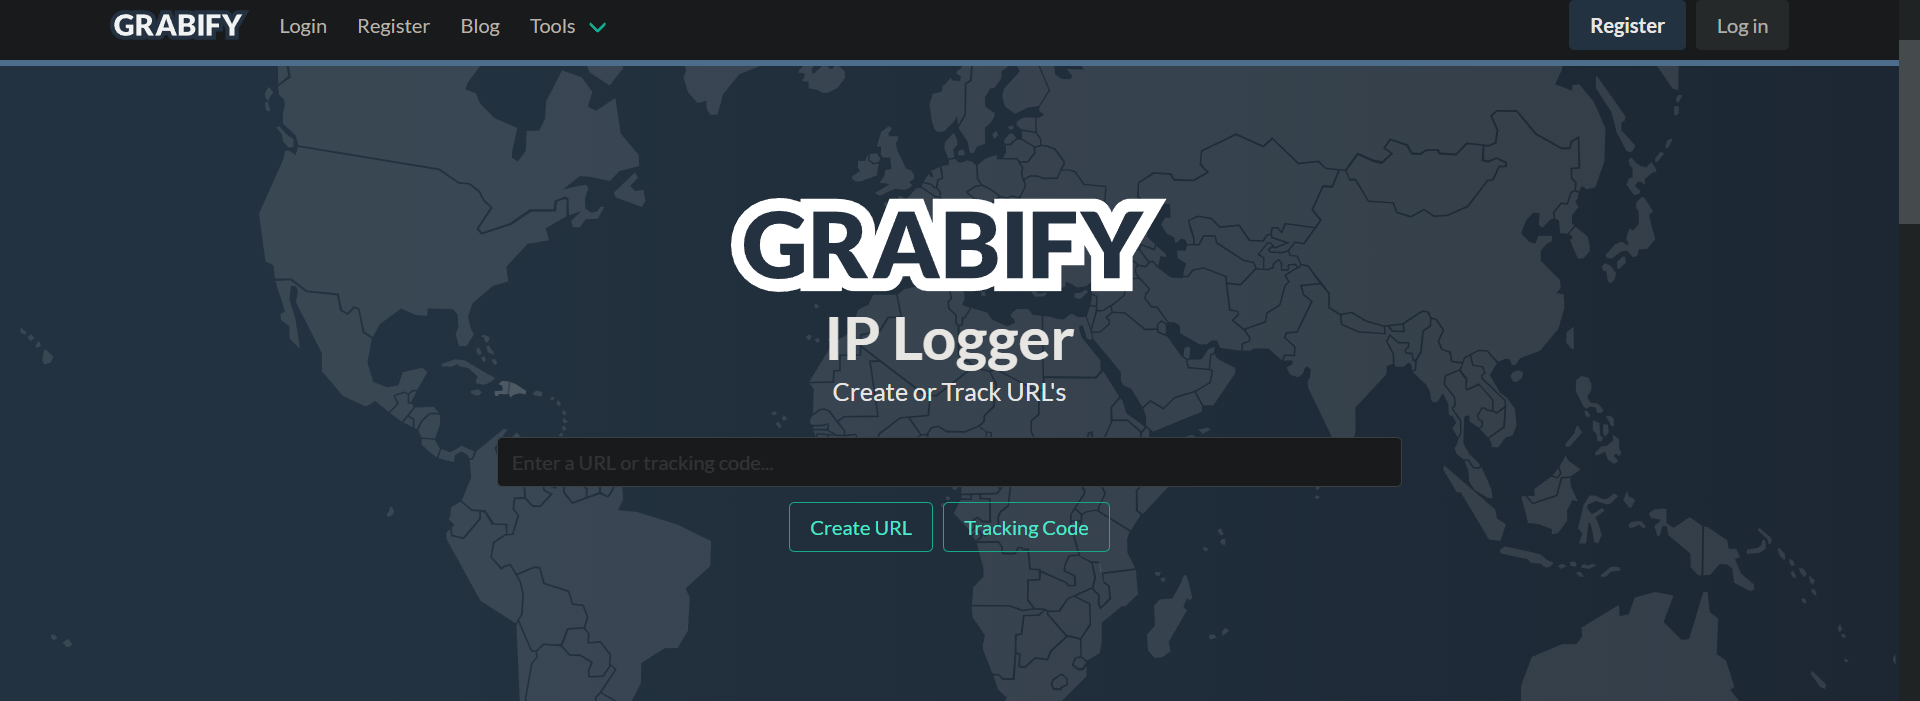 GRABIFY Login Register Blog Tools Register Log in
GRABIFY
IP Logger
Create or Track URL's
Enter a URL or tracking code...
Create URL Tracking Code